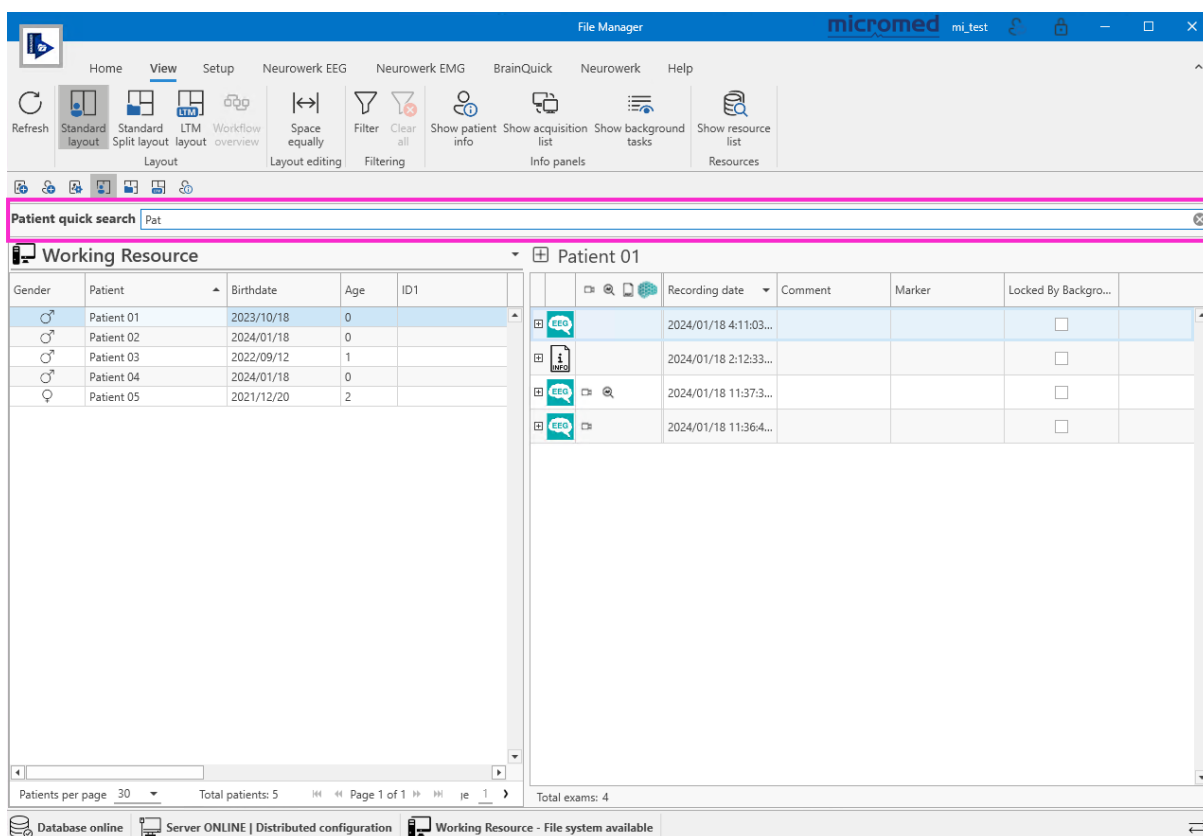 File Manager
micromed
mi_test
Home View Setup Neurowerk EEG Neurowerk EMG BrainQuick Neurowerk Help
Refresh
Standard layout
Standard Split layout
LTM
LTM layout
Workflow overview
Space equally
Filter
Clear all
Show patient info
Show acquisition list
Show background tasks
Show resource list
Layout
Layout editing
Filtering
Info panels
Resources
Patient quick search Pat
Working Resource
Gender Patient Birthdate Age ID1
Patient 01 2023/10/18 0
Patient 02 2024/01/18 0
Patient 03 2022/09/12 1
Patient 04 2024/01/18 0
Patient 05 2021/12/20 2
Patients per page 30 Total patients: 5 Page 1 of 1 je 1
Patient 01
Recording date Comment Marker Locked By Backgro...
EEG 2024/01/18 4:11:03...
i INFO 2024/01/18 2:12:33...
EEG 2024/01/18 11:37:3...
EEG 2024/01/18 11:36:4...
Total exams: 4
Database online Server ONLINE | Distributed configuration Working Resource - File system available